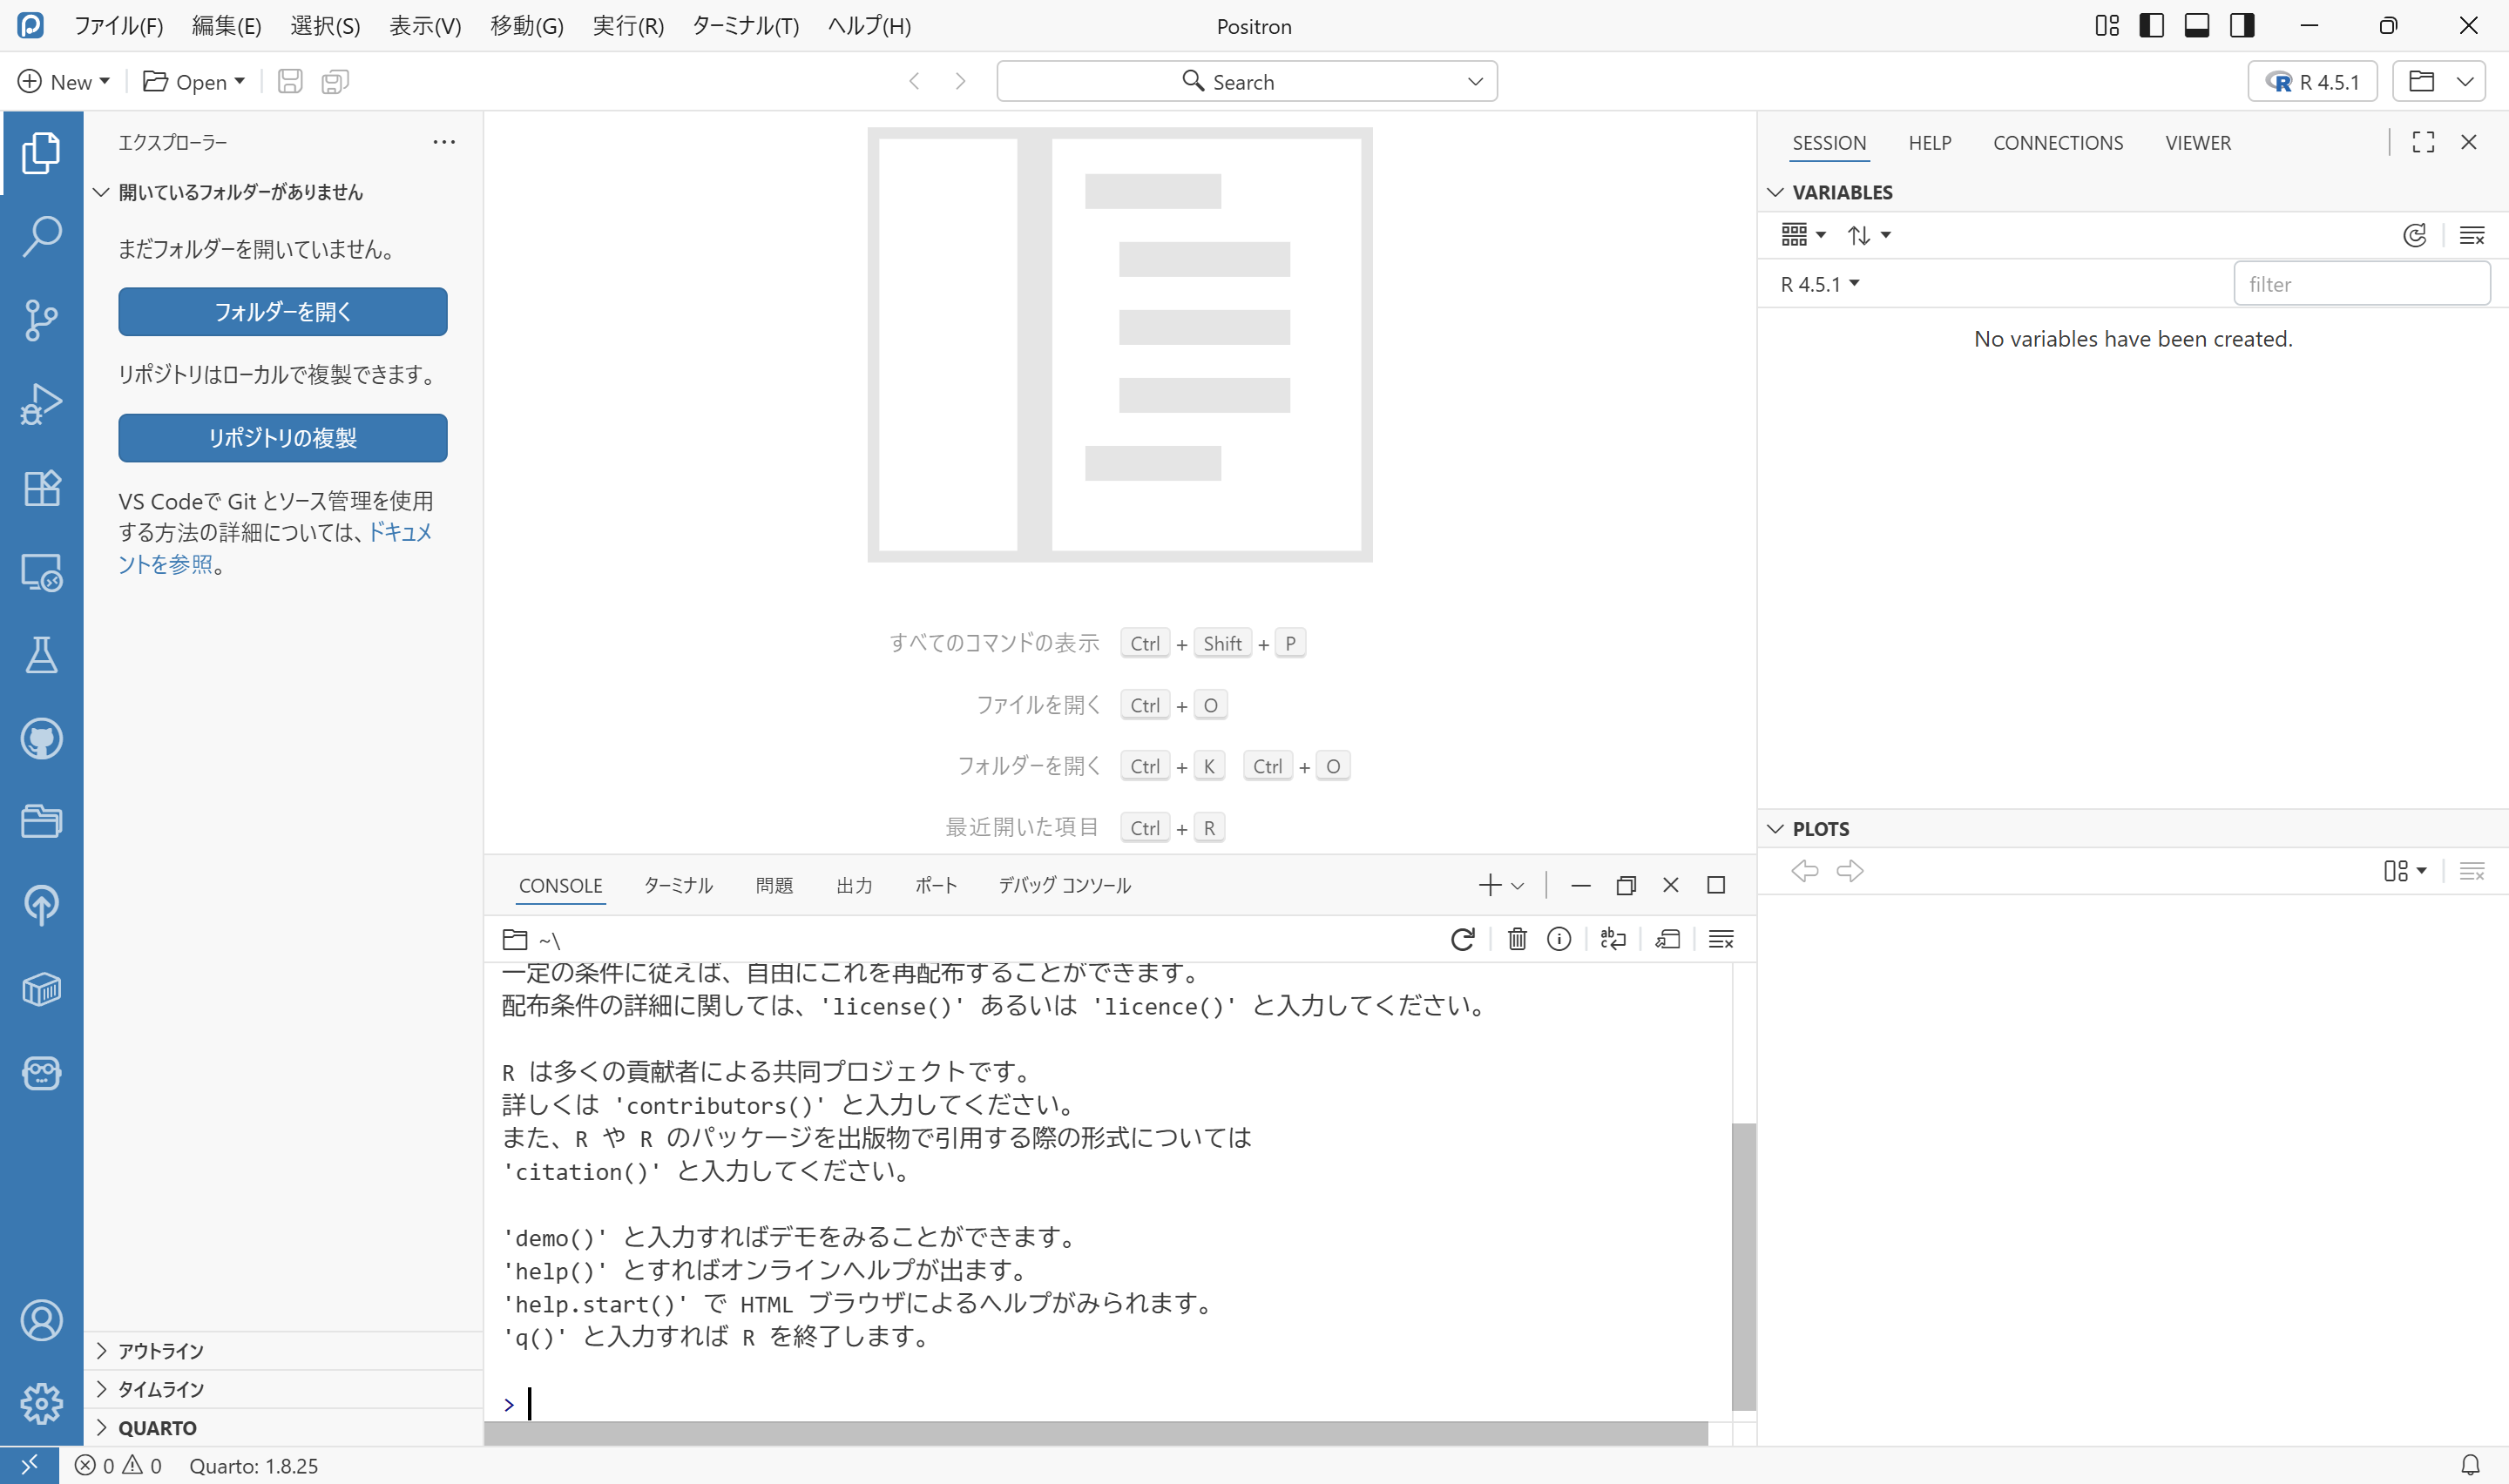 ファイル(F) 編集(E) 選択(S) 表示(V) 移動(G) 実行(R) ターミナル(T) ヘルプ(H) Positron
New Open Search R 4.5.1
エクスプローラー
開いているフォルダーがありません
まだフォルダーを開いていません。
フォルダーを開く
リポジトリはローカルで複製できます。
リポジトリの複製
VS Codeで Git とソース管理を使用
する方法の詳細については、ドキュメ
ントを参照。
アウトライン
タイムライン
QUARTO
すべてのコマンドの表示 Ctrl + Shift + P
ファイルを開く Ctrl + O
フォルダーを開く Ctrl + K Ctrl + O
最近開いた項目 Ctrl + R
CONSOLE ターミナル 問題 出力 ポート デバッグ コンソール
~\
一定の条件に従えば、自由にこれを再配布することができます。
配布条件の詳細に関しては、'license()' あるいは 'licence()' と入力してください。
R は多くの貢献者による共同プロジェクトです。
詳しくは 'contributors()' と入力してください。
また、R や R のパッケージを出版物で引用する際の形式については
'citation()' と入力してください。
'demo()' と入力すればデモをみることができます。
'help()' とすればオンラインヘルプが出ます。
'help.start()' で HTML ブラウザによるヘルプがみられます。
'q()' と入力すれば R を終了します。
>
SESSION HELP CONNECTIONS VIEWER
VARIABLES
R 4.5.1 filter
No variables have been created.
PLOTS
0 0 Quarto: 1.8.25